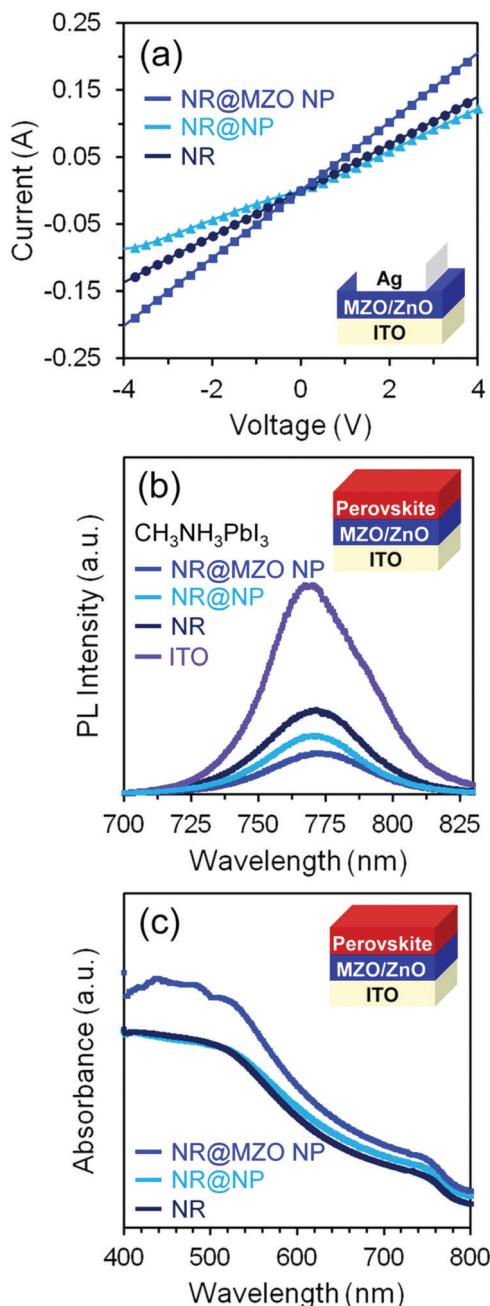 (a)
0.25
0.15
0.05
-0.05
-0.15
-0.25
Current (A)
NR@MZO NP
NR@NP
NR
Ag
MZO/ZnO
ITO
-4 -2 0 2 4
Voltage (V)
(b)
CH₃NH₃PbI₃
NR@MZO NP
NR@NP
NR
ITO
Perovskite
MZO/ZnO
ITO
PL Intensity (a.u.)
700 725 750 775 800 825
Wavelength (nm)
(c)
Perovskite
MZO/ZnO
ITO
Absorbance (a.u.)
NR@MZO NP
NR@NP
NR
400 500 600 700 800
Wavelength (nm)